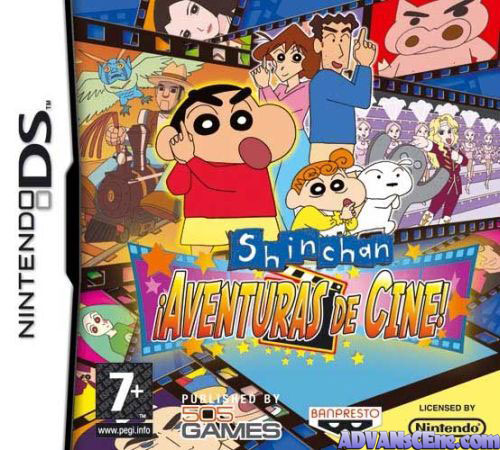 NINTENDO DS™
Shinchan
¡AVENTURAS DE CINE!
7+
www.pegi.info
PUBLISHED BY
505
GAMES
BANPRESTO
LICENSED BY
Nintendo
ADVANsCEne.com